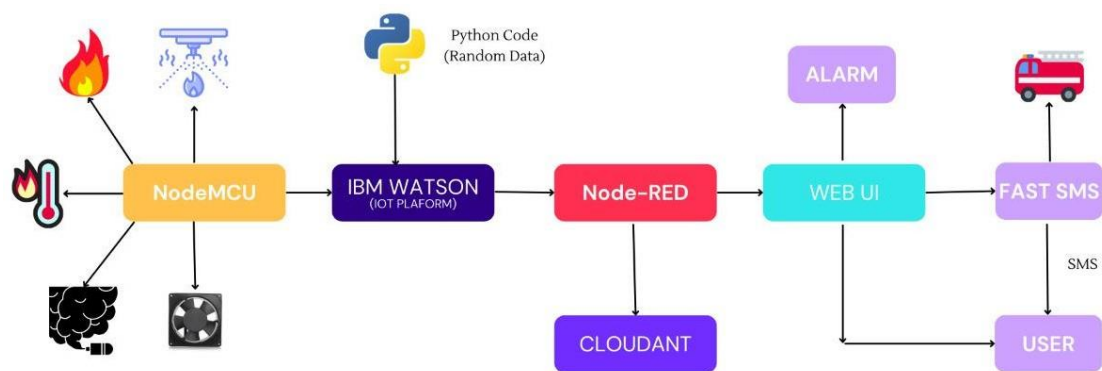 Python Code
(Random Data)
ALARM
NodeMCU
IBM WATSON
(IOT PLAFORM)
Node-RED
WEB UI
FAST SMS
SMS
CLOUDANT
USER